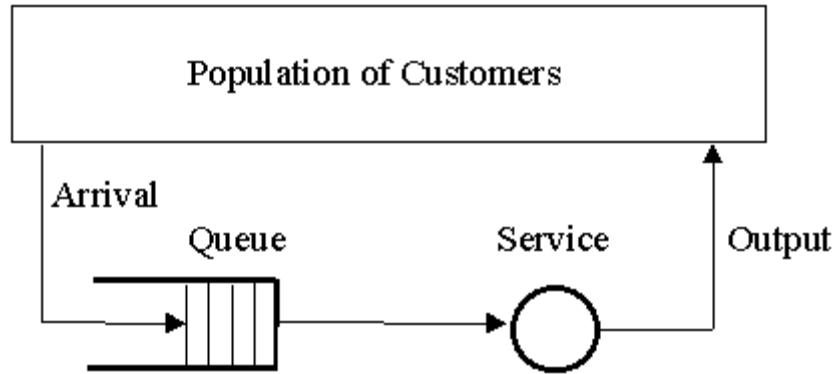 Population of Customers
Arrival
Queue
Service
Output